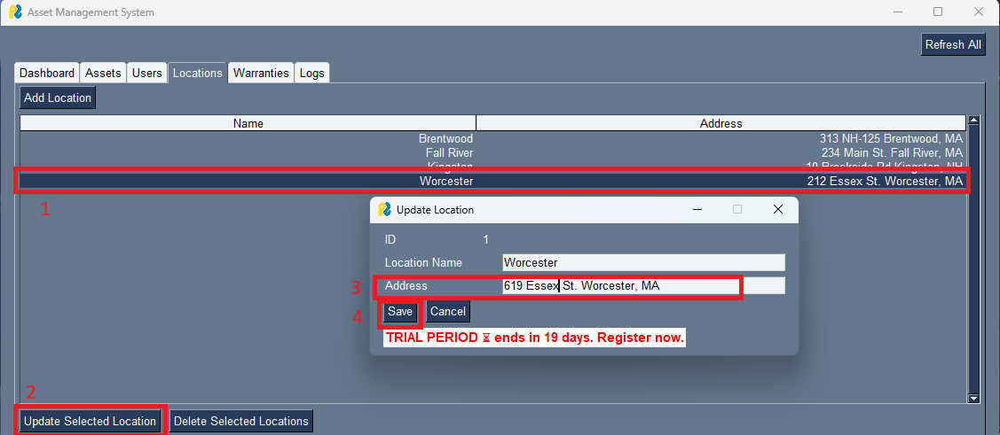 Asset Management System
Refresh All
Dashboard Assets Users Locations Warranties Logs
Add Location
Name Address
Brentwood 313 NH-125 Brentwood, MA
Fall River 234 Main St. Fall River, MA
Kingston 10 Brookside Rd Kingston, NH
Worcester 212 Essex St. Worcester, MA
1
Update Location
ID 1
Location Name Worcester
3 Address 619 Essex St. Worcester, MA
4 Save Cancel
TRIAL PERIOD ⏳ ends in 19 days. Register now.
2
Update Selected Location Delete Selected Locations